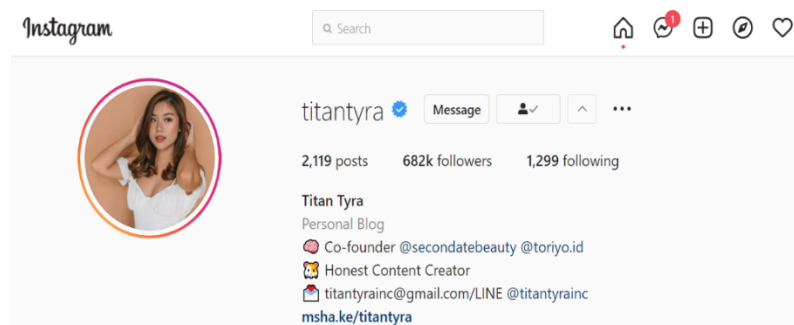 Instagram
Search
1
titantyra Message
2,119 posts 682k followers 1,299 following
Titan Tyra
Personal Blog
🧠 Co-founder @secondatebeauty @toriyo.id
🐹 Honest Content Creator
📩 titantyrainc@gmail.com/LINE @titantyrainc
msha.ke/titantyra